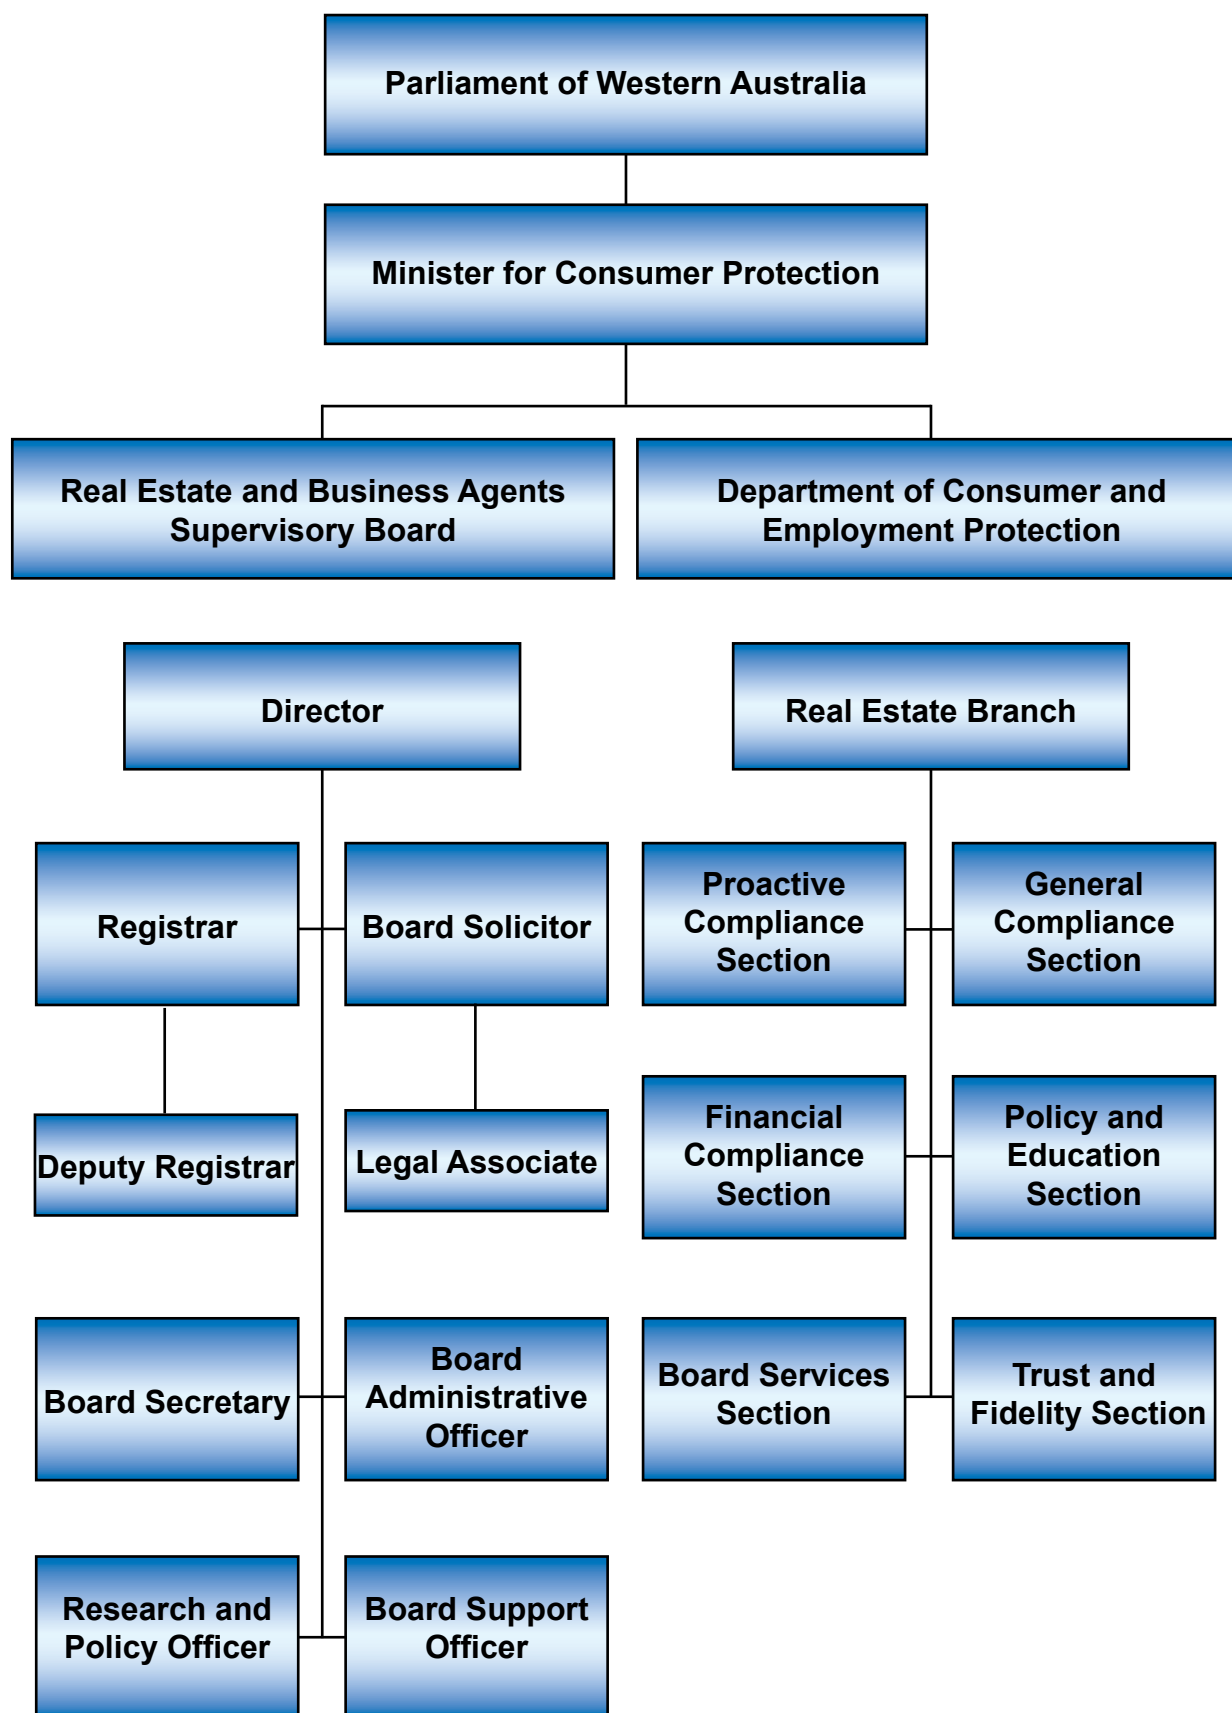 Parliament of Western Australia
Minister for Consumer Protection
Real Estate and Business Agents
Supervisory Board
Department of Consumer and
Employment Protection
Director
Real Estate Branch
Registrar
Board Solicitor
Proactive
Compliance
Section
General
Compliance
Section
Deputy Registrar
Legal Associate
Financial
Compliance
Section
Policy and
Education
Section
Board Secretary
Board
Administrative
Officer
Board Services
Section
Trust and
Fidelity Section
Research and
Policy Officer
Board Support
Officer